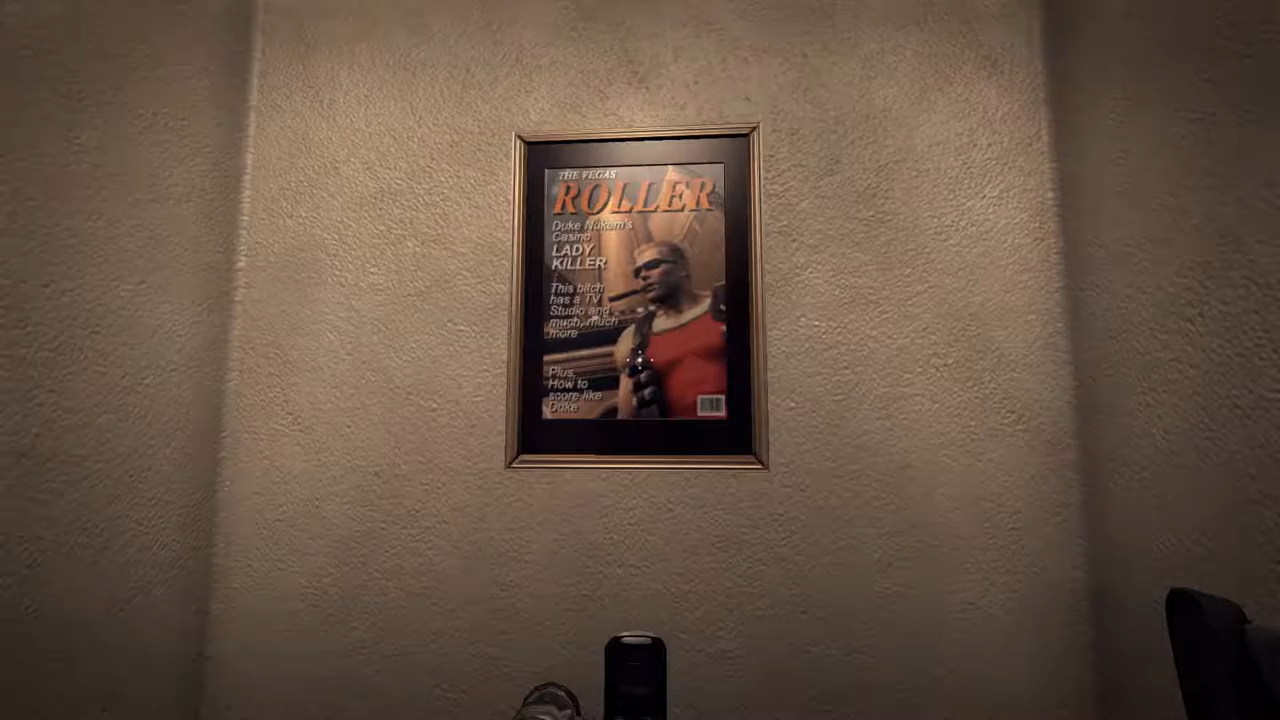 THE VEGAS
ROLLER
Duke Nukem's
Casino
LADY
KILLER
This bitch
has a TV
Studio and
much, much
more
Plus,
How to
score like
Duke